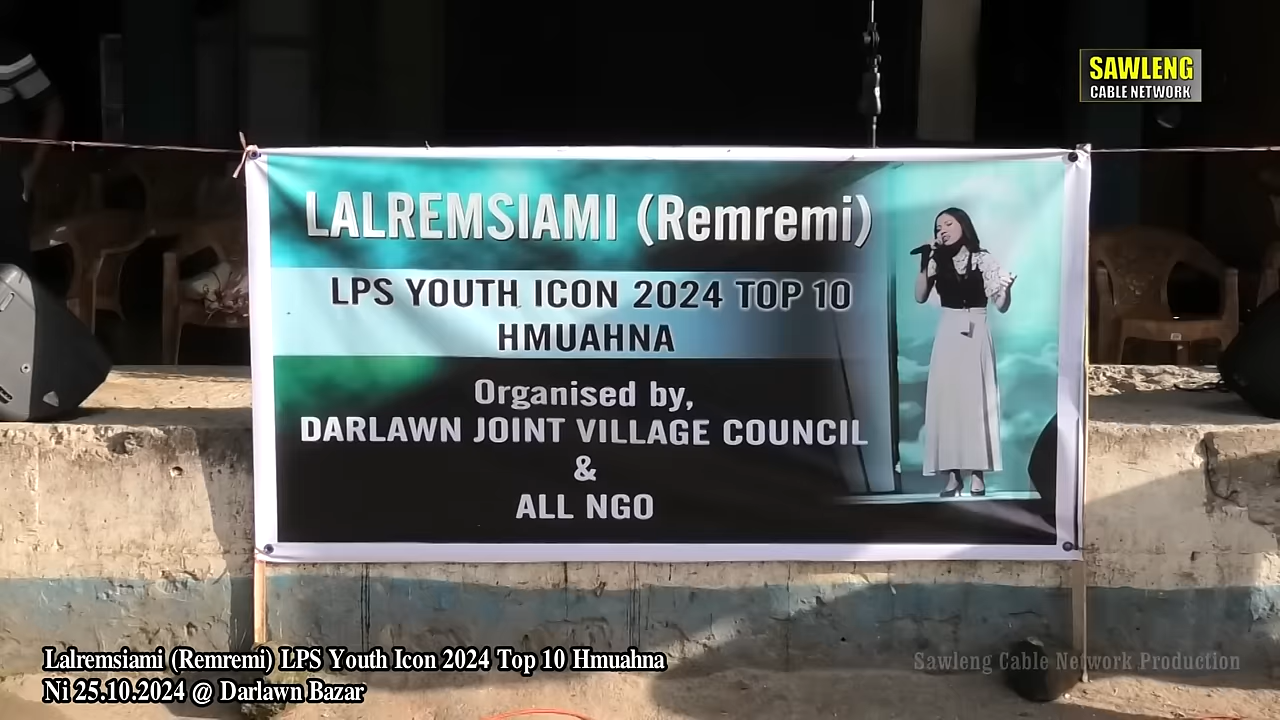 SAWLENG
CABLE NETWORK
LALREMSIAMI (Remremi)
LPS YOUTH ICON 2024 TOP 10
HMUAHNA
Organised by,
DARLAWN JOINT VILLAGE COUNCIL
&
ALL NGO
Lalremsiami (Remremi) LPS Youth Icon 2024 Top 10 Hmuahna
Ni 25.10.2024 @ Darlawn Bazar
Sawleng Cable Network Production